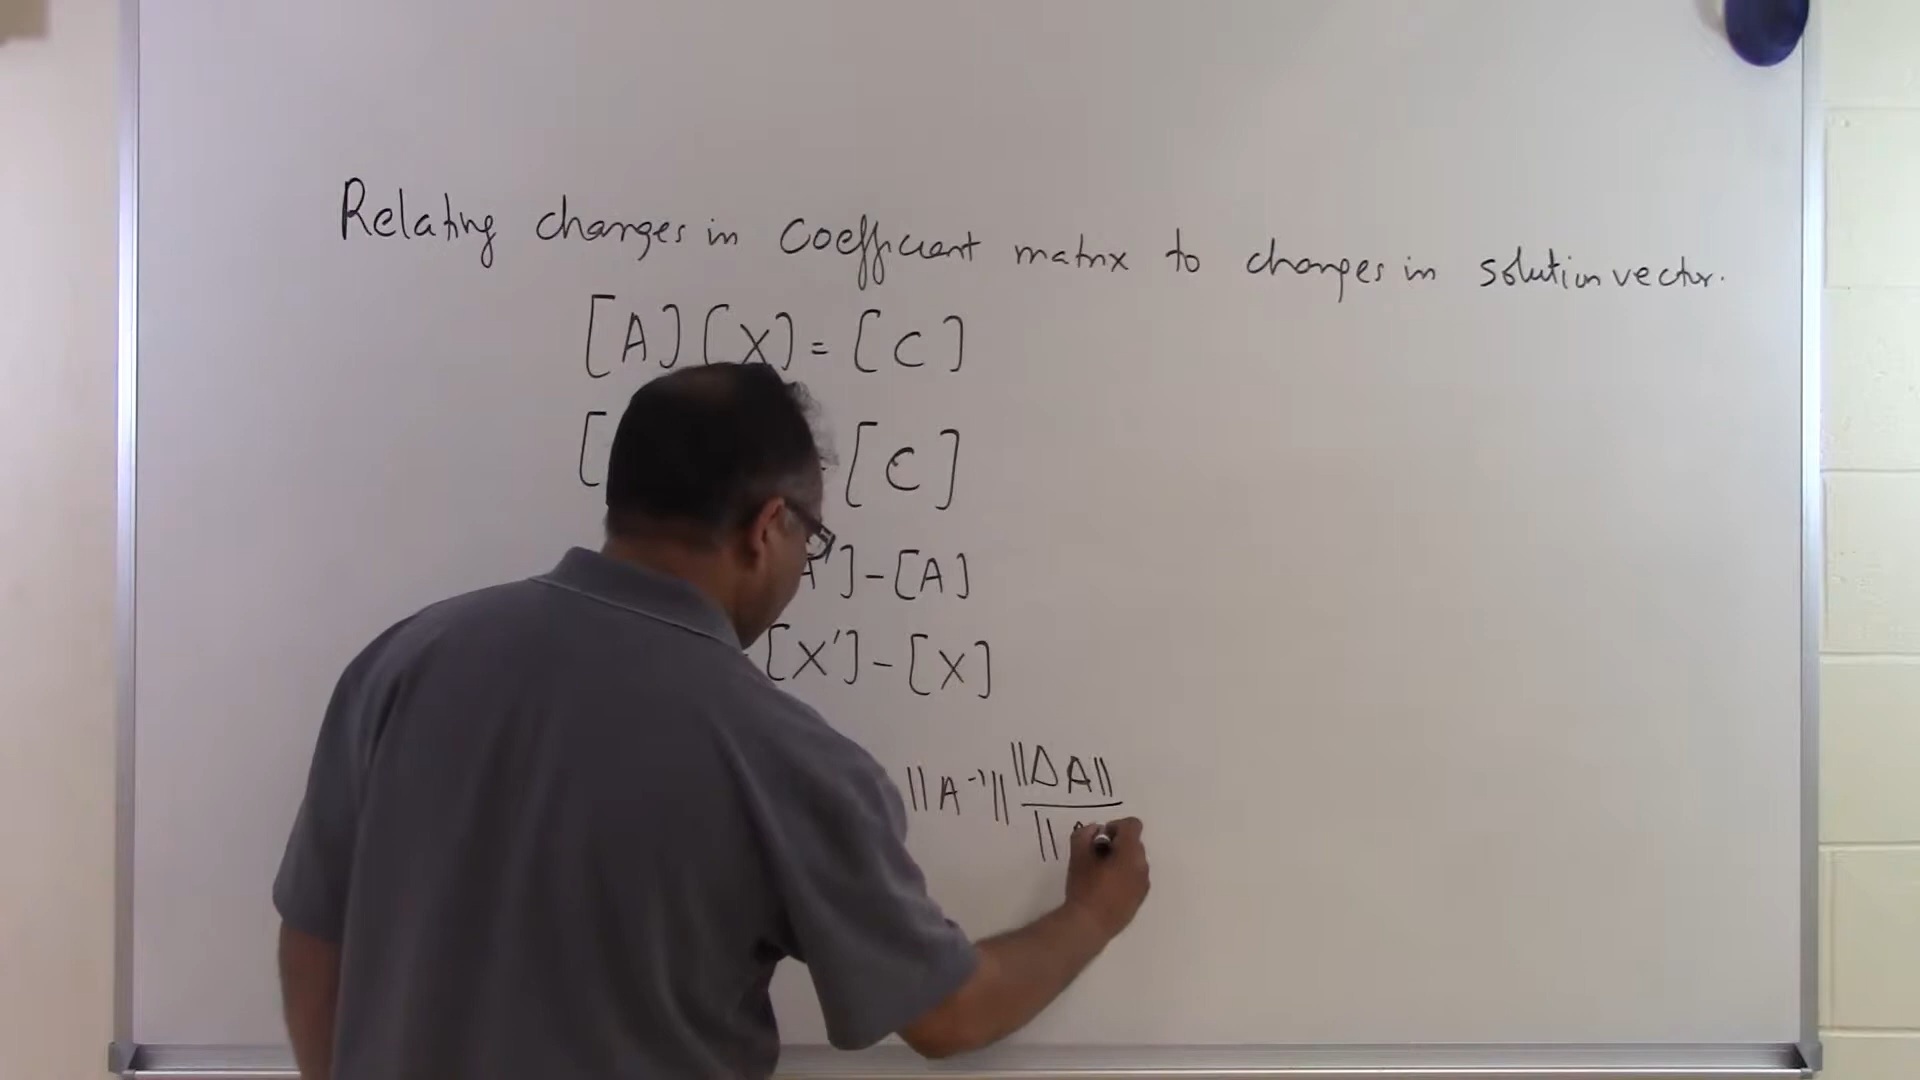 Relating changes in coefficient matrix to changes in solution vector.
[A] [X] = [C]
[ [C]
A'] - [A]
[X'] - [X]
||A⁻¹|| ||ΔA||
||